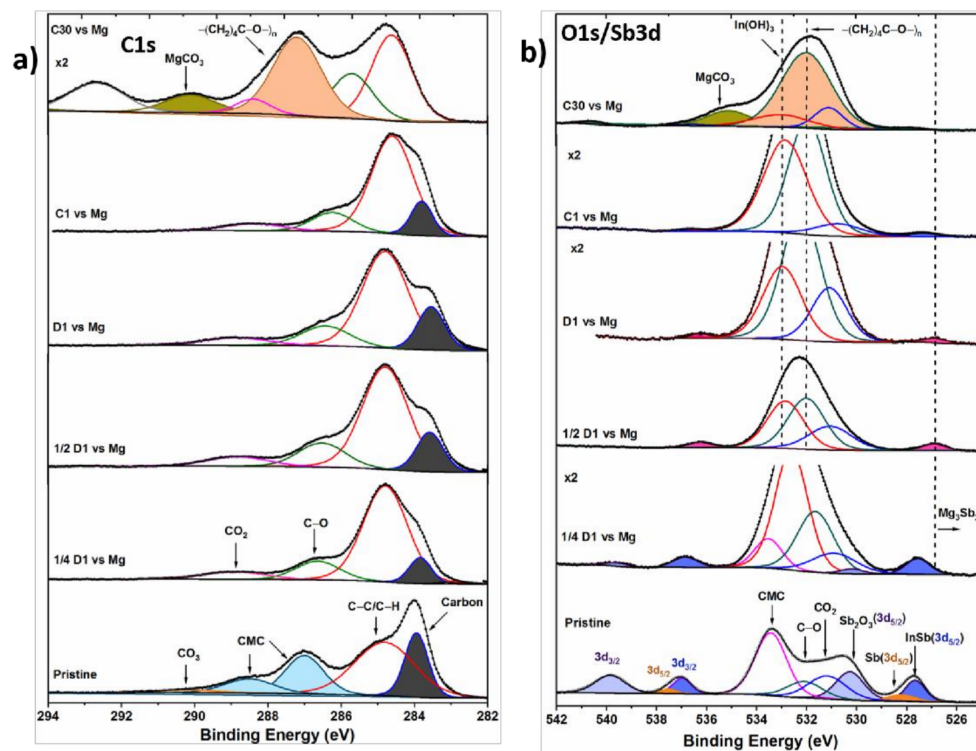 a)
C30 vs Mg
C1s
–(CH₂)₄C–O–)ₙ
x2
MgCO₃
C1 vs Mg
D1 vs Mg
1/2 D1 vs Mg
1/4 D1 vs Mg
CO₂
C–O
Pristine
CO₃
CMC
C–C/C–H
Carbon
294 292 290 288 286 284 282
Binding Energy (eV)
b)
O1s/Sb3d
In(OH)₃
–(CH₂)₄C–O–)ₙ
MgCO₃
C30 vs Mg
x2
C1 vs Mg
x2
D1 vs Mg
1/2 D1 vs Mg
x2
Mg₃Sb₂
1/4 D1 vs Mg
Pristine
CMC
C–O
CO₂
Sb₂O₃(3d₅/₂)
InSb(3d₅/₂)
Sb(3d₅/₂)
3d₃/₂
3d₅/₂
3d₃/₂
542 540 538 536 534 532 530 528 526
Binding Energy (eV)